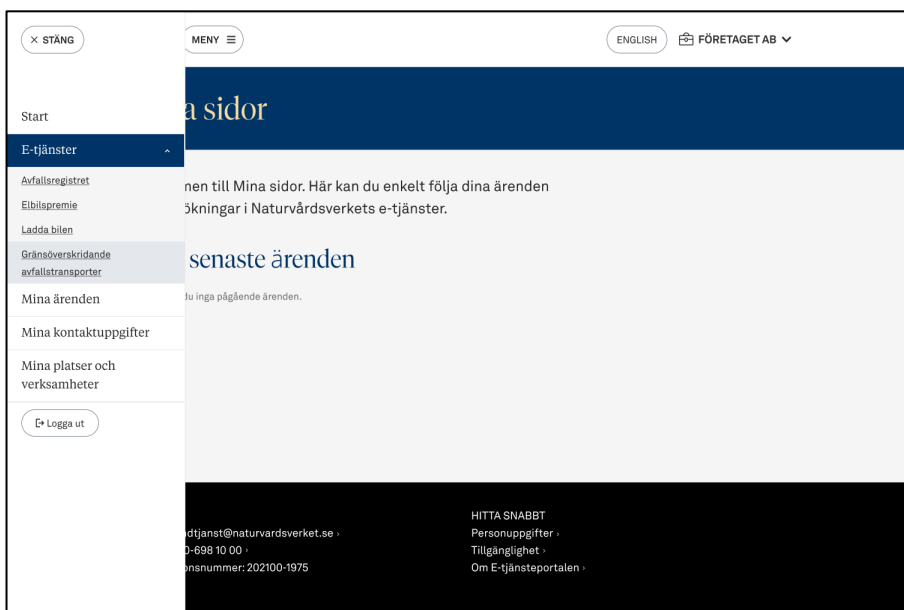 STÄNG
MENY
ENGLISH
FÖRETAGET AB
Start
E-tjänster
Avfallsregistret
Elbilspremie
Ladda bilen
Gränsöverskridande
avfallstransporter
Mina ärenden
Mina kontaktuppgifter
Mina platser och
verksamheter
Logga ut
a sidor
men till Mina sidor. Här kan du enkelt följa dina ärenden
ökningar i Naturvårdsverkets e-tjänster.
senaste ärenden
du inga pågående ärenden.
dtjanst@naturvardsverket.se ›
0-698 10 00 ›
onsnummer: 202100-1975
HITTA SNABBT
Personuppgifter ›
Tillgänglighet ›
Om E-tjänsteportalen ›